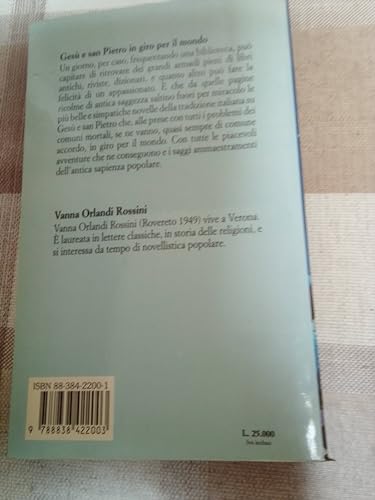 Gesù e san Pietro in giro per il mondo
Un giorno, per caso, frequentando una biblioteca, può
capitare di ritrovare dei grandi armadi pieni di libri
antichi, riviste, dizionari, e quanto altro può fare la
felicità di un appassionato. E che da quelle pagine
ricolme di antica saggezza saltino fuori per miracolo le
più belle e simpatiche novelle della tradizione italiana su
Gesù e san Pietro che, alle prese con tutti i problemi dei
comuni mortali, se ne vanno, quasi sempre di comune
accordo, in giro per il mondo. Con tutte le piacevoli
avventure che ne conseguono e i saggi ammaestramenti
dell'antica sapienza popolare.
Vanna Orlandi Rossini
Vanna Orlandi Rossini (Rovereto 1949) vive a Verona.
È laureata in lettere classiche, in storia delle religioni, e
si interessa da tempo di novellistica popolare.
ISBN 88-384-2200-1
9 788838 422003
L. 25.000
Iva inclusa